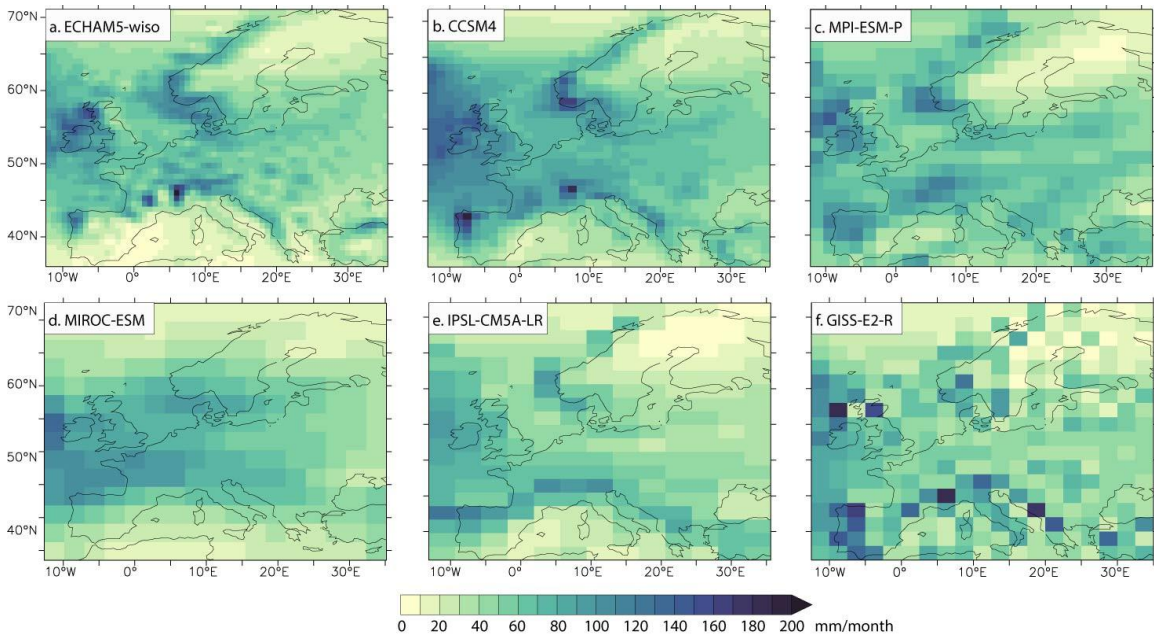 a. ECHAM5-wiso
b. CCSM4
c. MPI-ESM-P
70°N
60°N
50°N
40°N
10°W 0° 10°E 20°E 30°E
10°W 0° 10°E 20°E 30°E
10°W 0° 10°E 20°E 30°E
d. MIROC-ESM
e. IPSL-CM5A-LR
f. GISS-E2-R
70°N
60°N
50°N
40°N
10°W 0° 10°E 20°E 30°E
10°W 0° 10°E 20°E 30°E
10°W 0° 10°E 20°E 30°E
0 20 40 60 80 100 120 140 160 180 200 mm/month